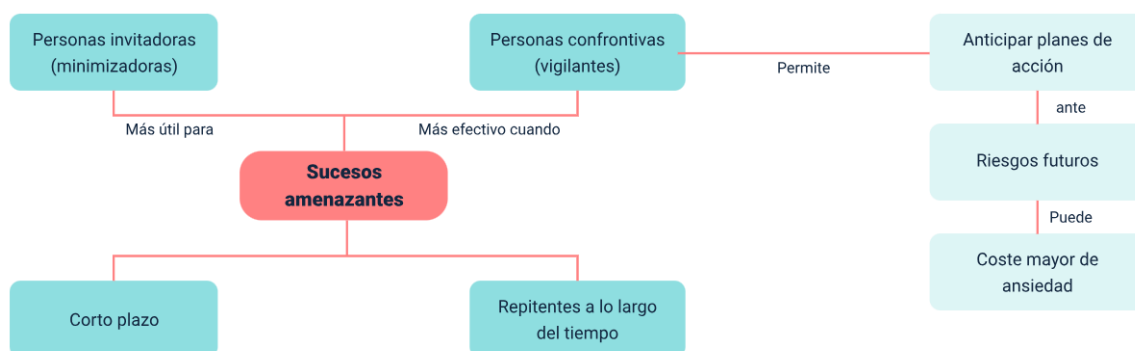 Personas invitadoras
(minimizadoras)
Personas confrontivas
(vigilantes)
Permite
Anticipar planes de
acción
ante
Más útil para
Más efectivo cuando
Riesgos futuros
Sucesos
amenazantes
Puede
Coste mayor de
ansiedad
Corto plazo
Repitentes a lo largo
del tiempo